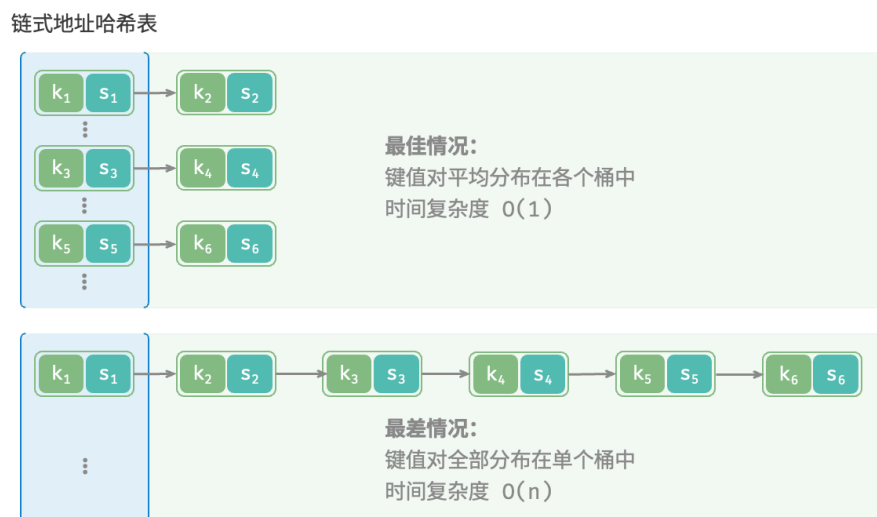 链式地址哈希表
k₁ s₁ k₂ s₂
k₃ s₃ k₄ s₄
k₅ s₅ k₆ s₆
最佳情况：
键值对平均分布在各个桶中
时间复杂度 O(1)
k₁ s₁ k₂ s₂ k₃ s₃ k₄ s₄ k₅ s₅ k₆ s₆
最差情况：
键值对全部分布在单个桶中
时间复杂度 O(n)